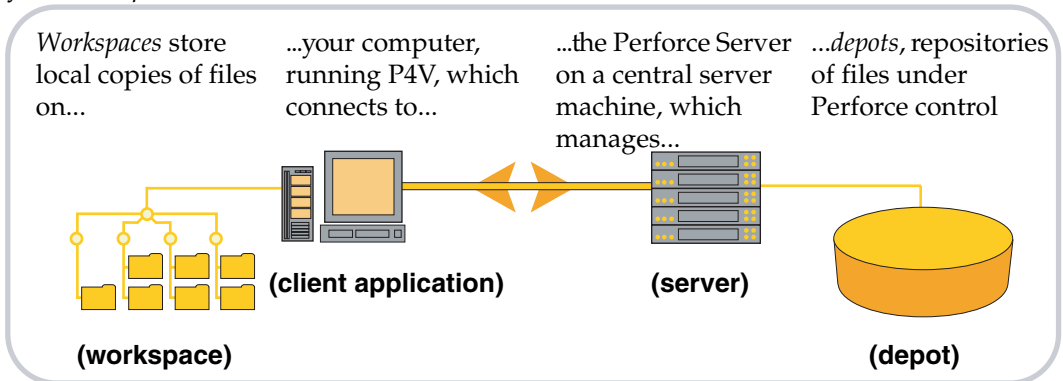 Workspaces store
local copies of files
on...
...your computer,
running P4V, which
connects to...
...the Perforce Server
on a central server
machine, which
manages...
...depots, repositories
of files under
Perforce control
(client application)
(server)
(workspace)
(depot)